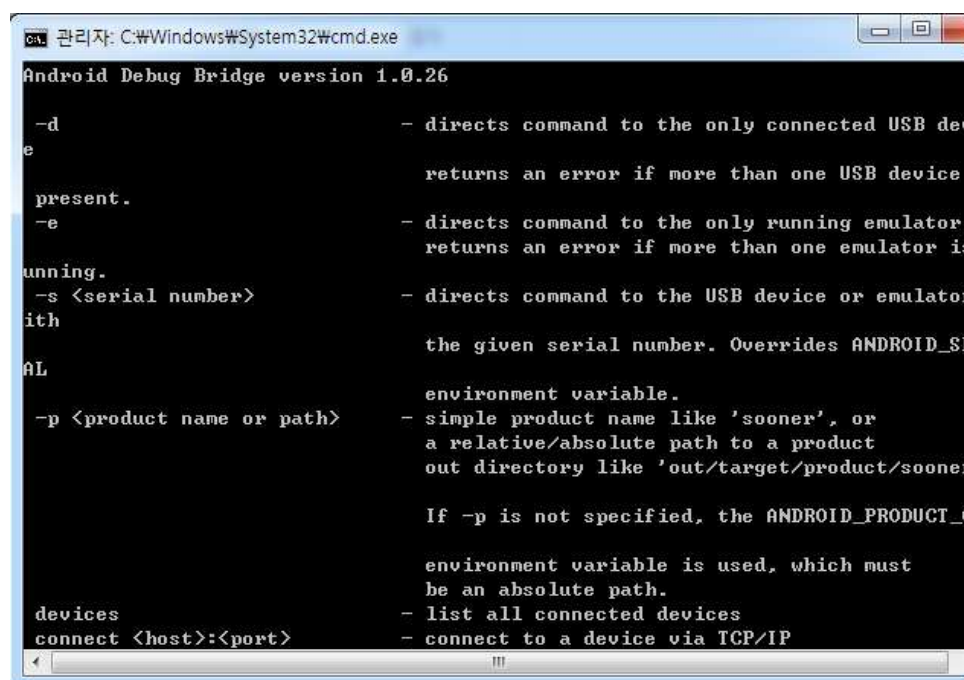 관리자: C:₩Windows₩System32₩cmd.exe
Android Debug Bridge version 1.0.26
-d - directs command to the only connected USB dev
e
returns an error if more than one USB device
present.
-e - directs command to the only running emulator
returns an error if more than one emulator is
unning.
-s <serial number> - directs command to the USB device or emulator
ith
the given serial number. Overrides ANDROID_SE
AL
environment variable.
-p <product name or path> - simple product name like 'sooner', or
a relative/absolute path to a product
out directory like 'out/target/product/sooner
If -p is not specified, the ANDROID_PRODUCT_O
environment variable is used, which must
be an absolute path.
devices - list all connected devices
connect <host>:<port> - connect to a device via TCP/IP